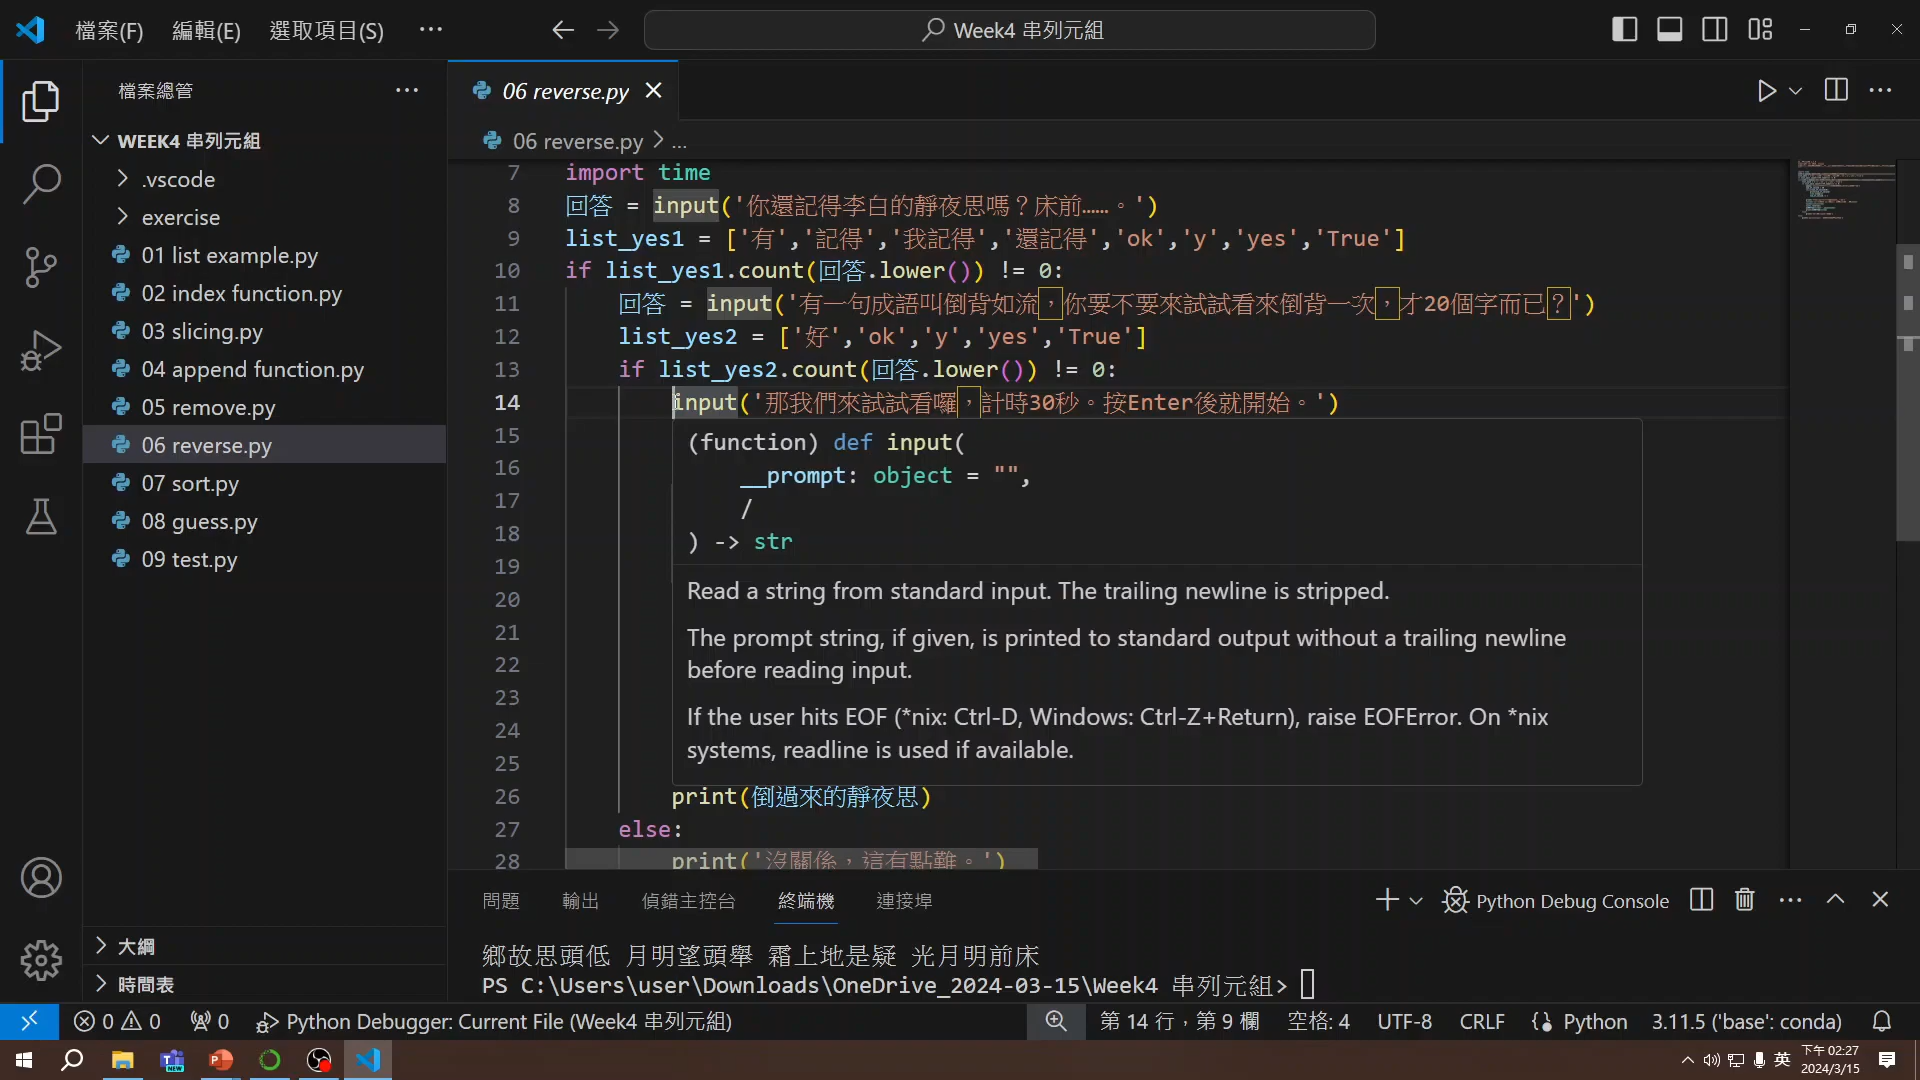 檔案(F) 編輯(E) 選取項目(S) ··· Week4 串列元組
檔案總管 ···
WEEK4 串列元組
.vscode
exercise
01 list example.py
02 index function.py
03 slicing.py
04 append function.py
05 remove.py
06 reverse.py
07 sort.py
08 guess.py
09 test.py
大綱
時間表
06 reverse.py
06 reverse.py > ...
7 import time
8 回答 = input('你還記得李白的靜夜思嗎？床前……。')
9 list_yes1 = ['有','記得','我記得','還記得','ok','y','yes','True']
10 if list_yes1.count(回答.lower()) != 0:
11 回答 = input('有一句成語叫倒背如流，你要不要來試試看來倒背一次，才20個字而已？')
12 list_yes2 = ['好','ok','y','yes','True']
13 if list_yes2.count(回答.lower()) != 0:
14 input('那我們來試試看囉，計時30秒。按Enter後就開始。')
15
16
17
18
19
20
21
22
23
24
25
(function) def input(
__prompt: object = "",
/
) -> str
Read a string from standard input. The trailing newline is stripped.
The prompt string, if given, is printed to standard output without a trailing newline
before reading input.
If the user hits EOF (*nix: Ctrl-D, Windows: Ctrl-Z+Return), raise EOFError. On *nix
systems, readline is used if available.
26 print(倒過來的靜夜思)
27 else:
28 print('沒關係，這有點難。')
問題 輸出 偵錯主控台 終端機 連接埠 Python Debug Console
鄉故思頭低 月明望頭舉 霜上地是疑 光月明前床
PS C:\Users\user\Downloads\OneDrive_2024-03-15\Week4 串列元組>
0 0 0 Python Debugger: Current File (Week4 串列元組) 第 14 行，第 9 欄 空格: 4 UTF-8 CRLF Python 3.11.5 ('base': conda)
英 下午 02:27
2024/3/15